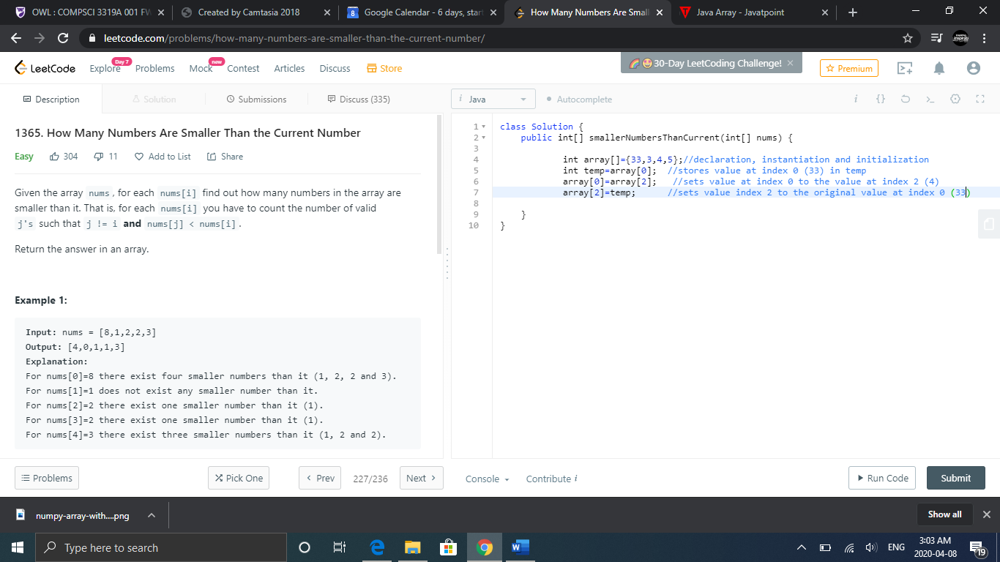 OWL : COMPSCI 3319A 001 FW
Created by Camtasia 2018
Google Calendar - 6 days, start
How Many Numbers Are Small
Java Array - Javatpoint
leetcode.com/problems/how-many-numbers-are-smaller-than-the-current-number/
LeetCode
Explore
Day 7
Problems
Mock
new
Contest
Articles
Discuss
Store
30-Day LeetCoding Challenge!
Premium
Description
Solution
Submissions
Discuss (335)
i Java
Autocomplete
1365. How Many Numbers Are Smaller Than the Current Number
Easy 304 11 Add to List Share
Given the array nums, for each nums[i] find out how many numbers in the array are
smaller than it. That is, for each nums[i] you have to count the number of valid
j's such that j != i and nums[j] < nums[i].
Return the answer in an array.
Example 1:
Input: nums = [8,1,2,2,3]
Output: [4,0,1,1,3]
Explanation:
For nums[0]=8 there exist four smaller numbers than it (1, 2, 2 and 3).
For nums[1]=1 does not exist any smaller number than it.
For nums[2]=2 there exist one smaller number than it (1).
For nums[3]=2 there exist one smaller number than it (1).
For nums[4]=3 there exist three smaller numbers than it (1, 2 and 2).
1 class Solution {
2 public int[] smallerNumbersThanCurrent(int[] nums) {
3
4 int array[]={33,3,4,5};//declaration, instantiation and initialization
5 int temp=array[0]; //stores value at index 0 (33) in temp
6 array[0]=array[2]; //sets value at index 0 to the value at index 2 (4)
7 array[2]=temp; //sets value index 2 to the original value at index 0 (33)
8
9 }
10 }
Problems
Pick One
Prev
227/236
Next
Console
Contribute i
Run Code
Submit
numpy-array-with....png
Show all
Type here to search
ENG
3:03 AM
2020-04-08
19